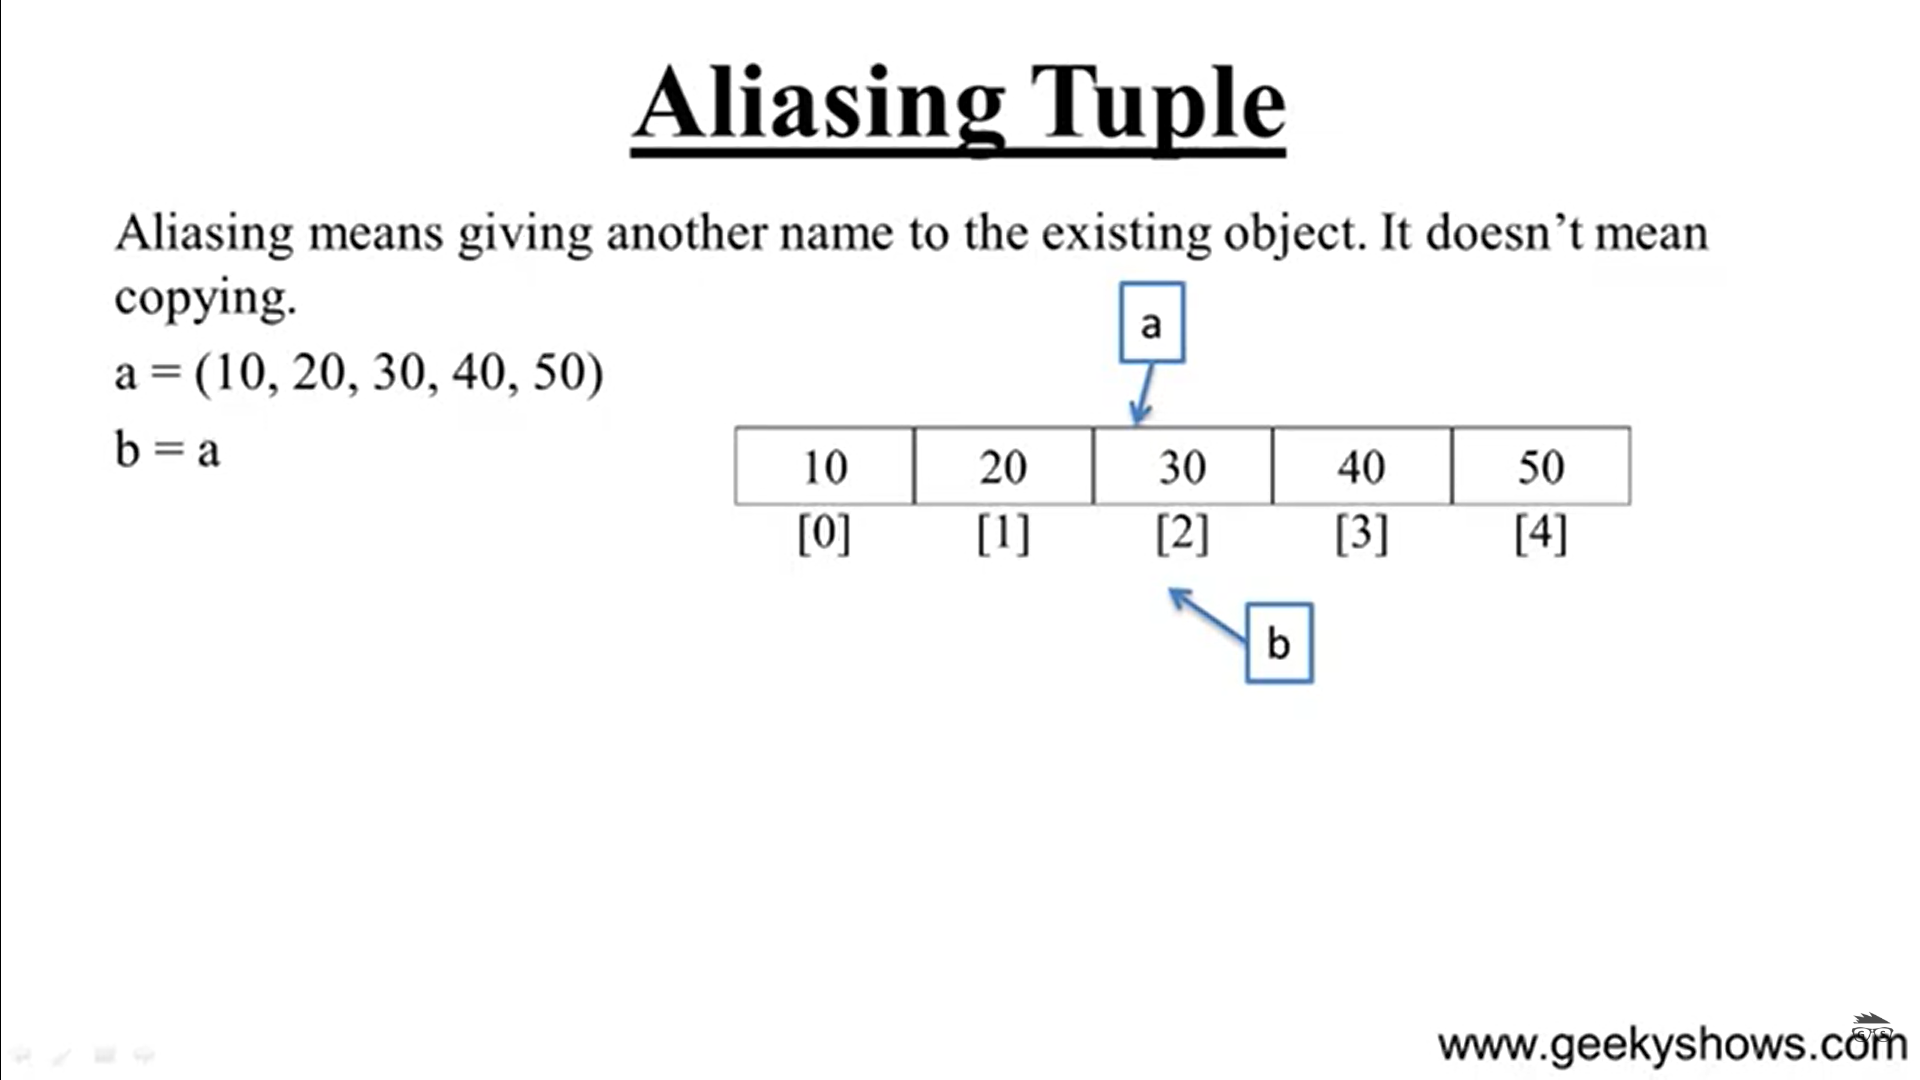 Aliasing Tuple
Aliasing means giving another name to the existing object. It doesn’t mean
copying.
a = (10, 20, 30, 40, 50)
b = a
a
10 20 30 40 50
[0] [1] [2] [3] [4]
b
www.geekyshows.com